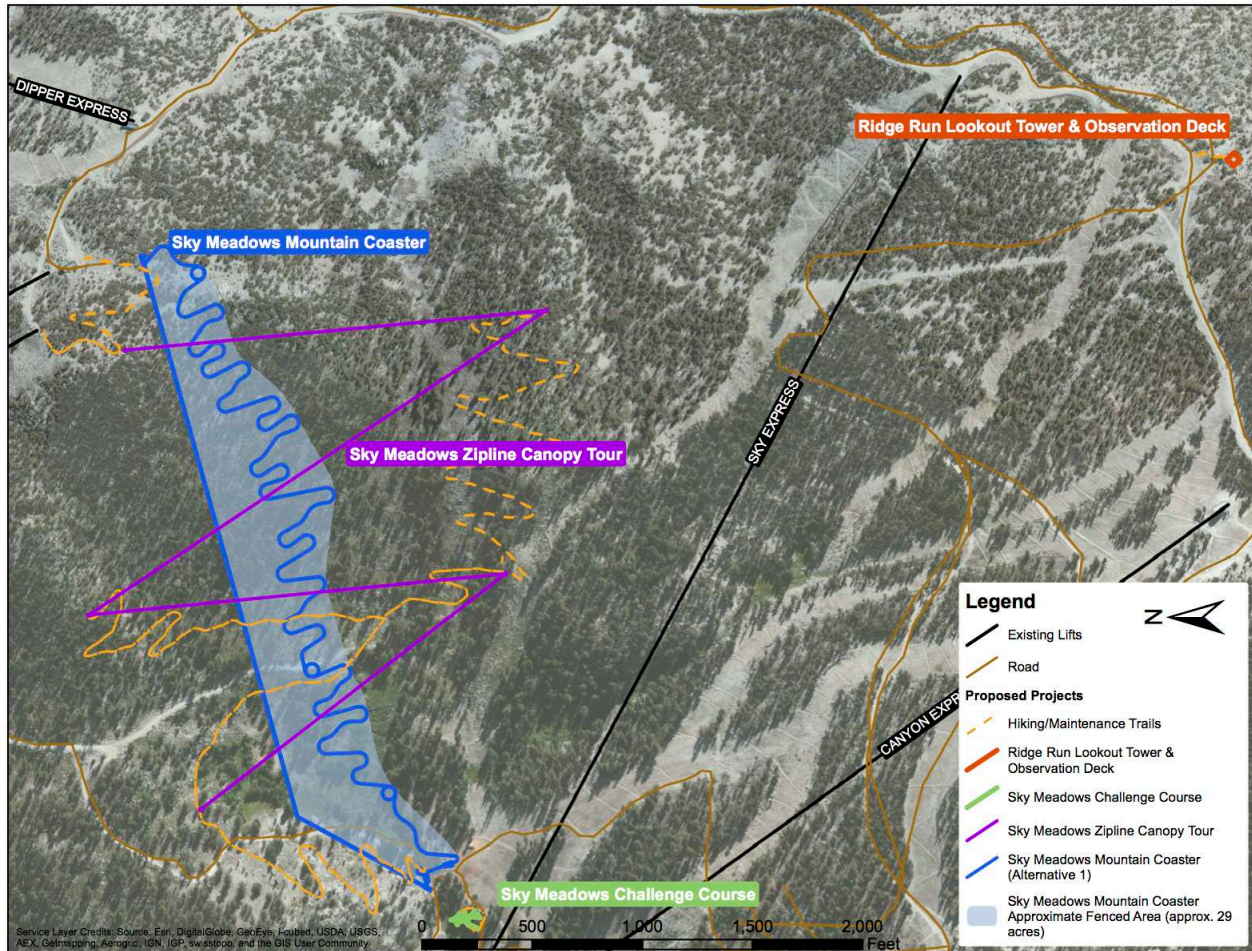 DIPPER EXPRESS
Ridge Run Lookout Tower & Observation Deck
Sky Meadows Mountain Coaster
SKY EXPRESS
Sky Meadows Zipline Canopy Tour
CANYON EXPR
Sky Meadows Challenge Course
Legend
N
Existing Lifts
Road
Proposed Projects
Hiking/Maintenance Trails
Ridge Run Lookout Tower &
Observation Deck
Sky Meadows Challenge Course
Sky Meadows Zipline Canopy Tour
Sky Meadows Mountain Coaster
(Alternative 1)
Sky Meadows Mountain Coaster
Approximate Fenced Area (approx. 29
acres)
0 500 1,000 1,500 2,000
Feet
Service Layer Credits: Source: Esri, DigitalGlobe, GeoEye, i-cubed, USDA, USGS,
AEX, Getmapping, Aerogrid, IGN, IGP, swisstopo, and the GIS User Community